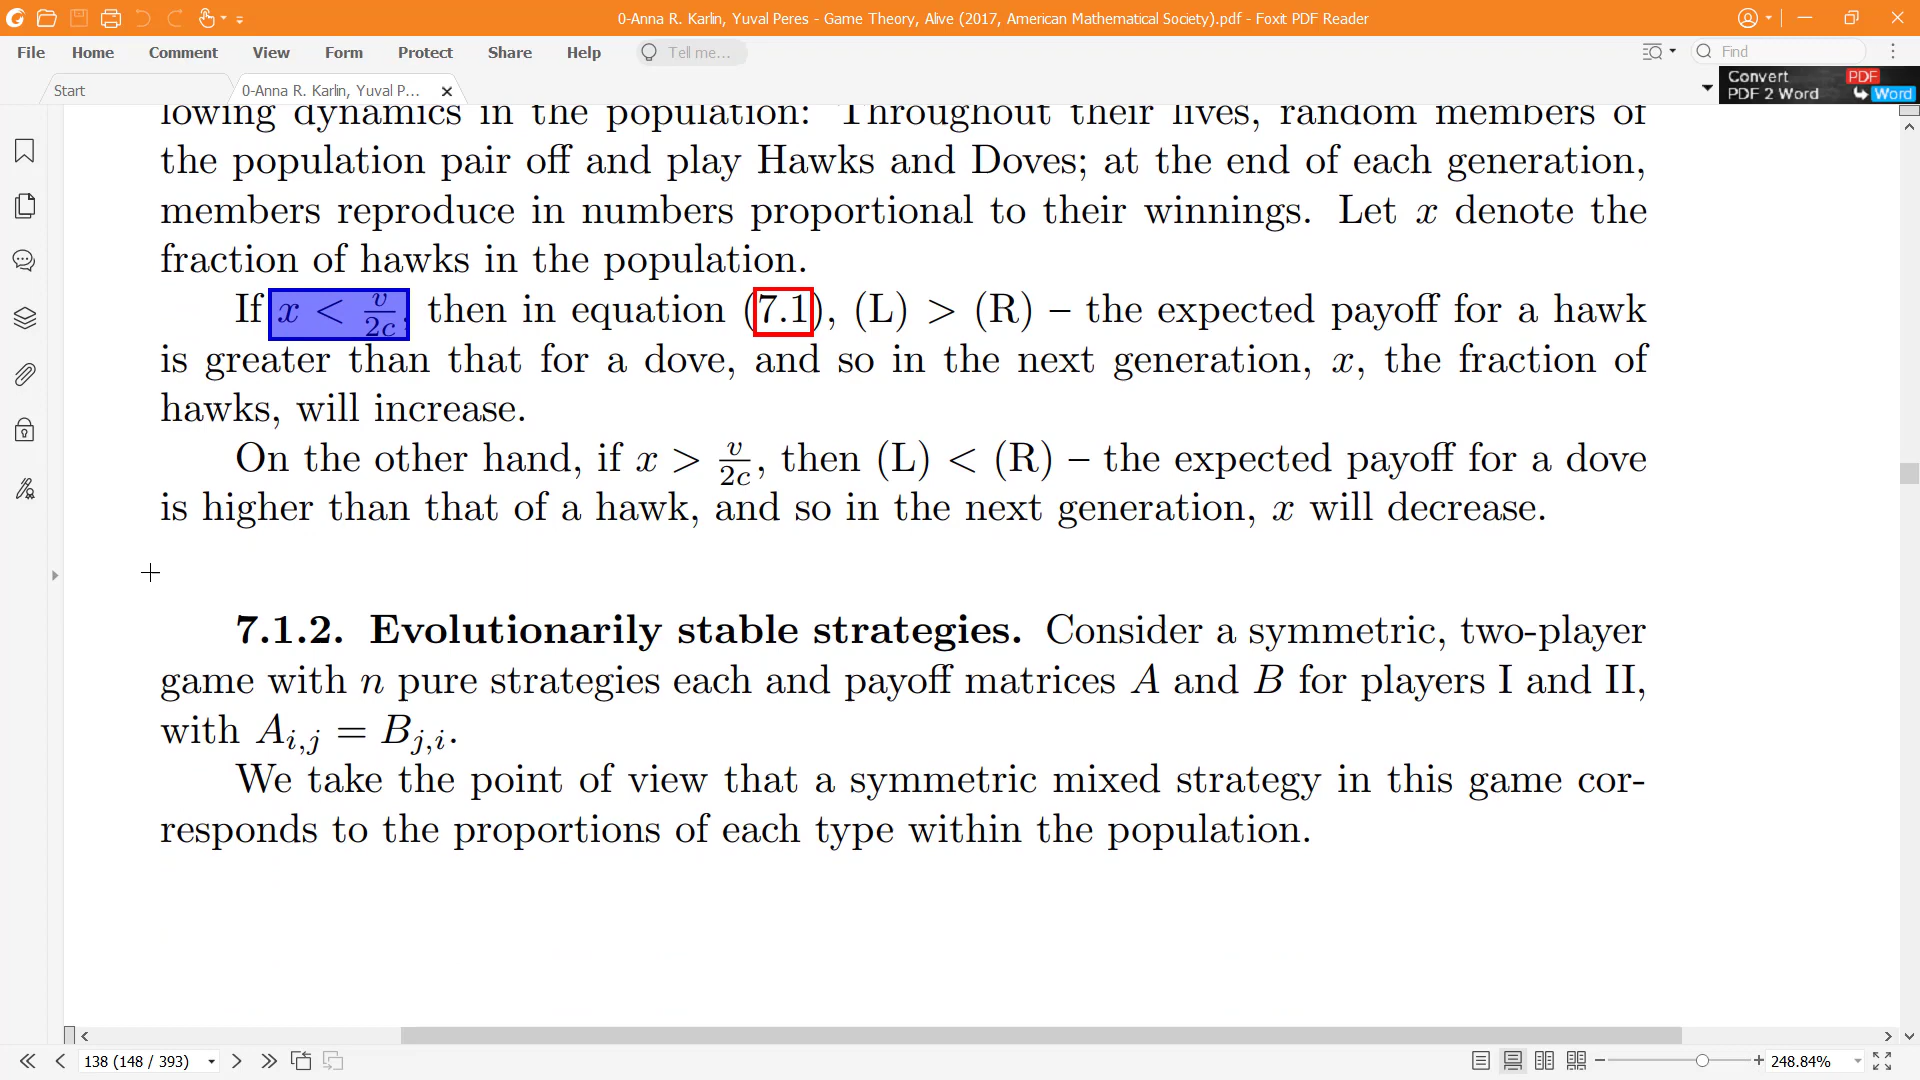 0-Anna R. Karlin, Yuval Peres - Game Theory, Alive (2017, American Mathematical Society).pdf - Foxit PDF Reader
File Home Comment View Form Protect Share Help Tell me... Find
Start 0-Anna R. Karlin, Yuval P... Convert PDF
PDF 2 Word Word
lowing dynamics in the population: Throughout their lives, random members of
the population pair off and play Hawks and Doves; at the end of each generation,
members reproduce in numbers proportional to their winnings. Let x denote the
fraction of hawks in the population.
If x < v/2c, then in equation (7.1), (L) > (R) – the expected payoff for a hawk
is greater than that for a dove, and so in the next generation, x, the fraction of
hawks, will increase.
On the other hand, if x > v/2c, then (L) < (R) – the expected payoff for a dove
is higher than that of a hawk, and so in the next generation, x will decrease.
7.1.2. Evolutionarily stable strategies. Consider a symmetric, two-player
game with n pure strategies each and payoff matrices A and B for players I and II,
with A_{i,j} = B_{j,i}.
We take the point of view that a symmetric mixed strategy in this game cor-
responds to the proportions of each type within the population.
138 (148 / 393) 248.84%